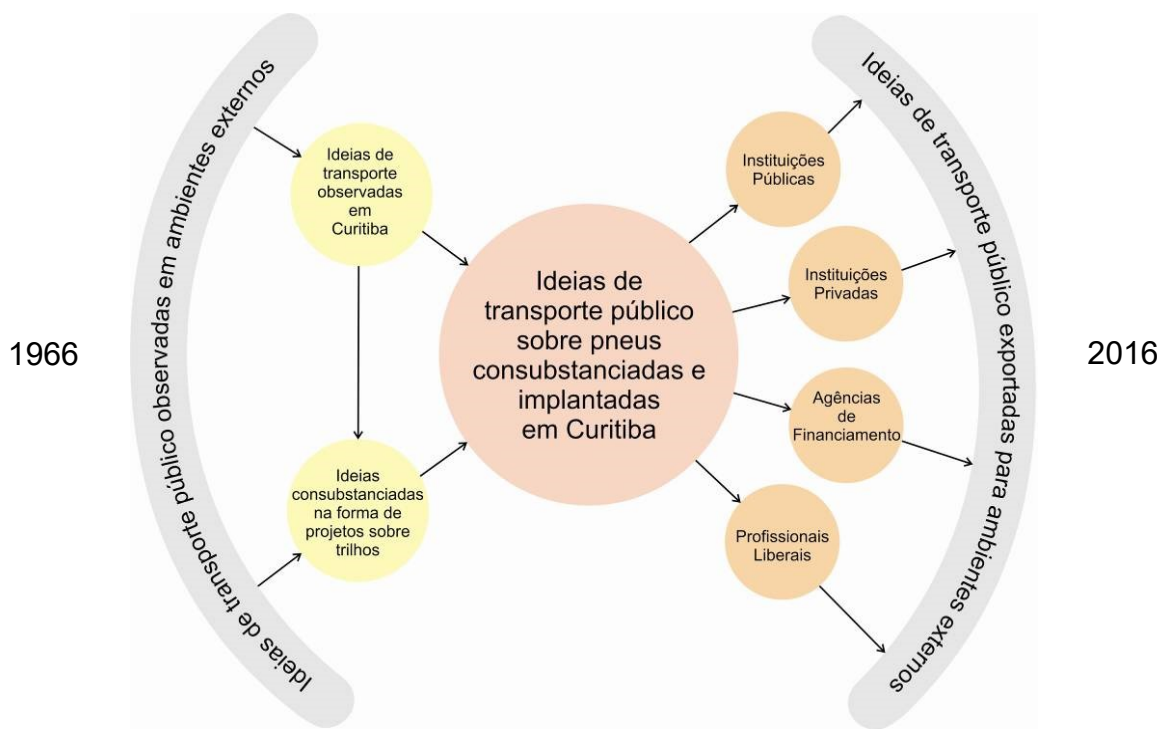 1966
Ideias de transporte público observadas em ambientes externos
Ideias de
transporte
observadas
em
Curitiba
Ideias
consubstanciadas
na forma de
projetos sobre
trilhos
Ideias de
transporte público
sobre pneus
consubstanciadas e
implantadas
em Curitiba
Instituições
Públicas
Instituições
Privadas
Agências
de
Financiamento
Profissionais
Liberais
Ideias de transporte público exportadas para ambientes externos
2016